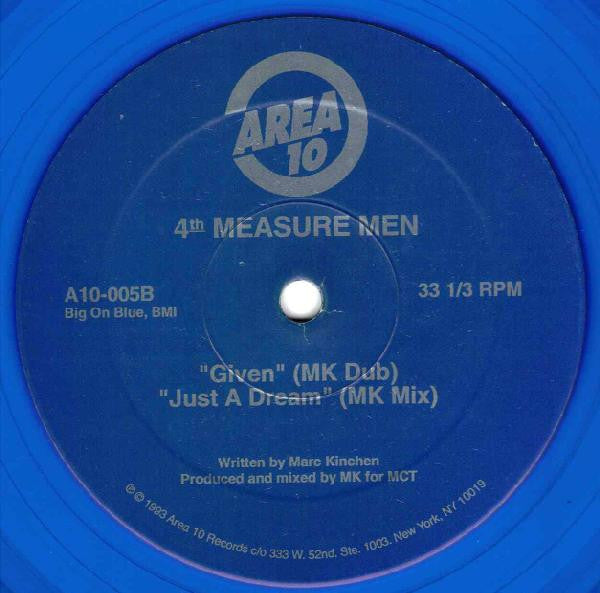 AREA
10
4th MEASURE MEN
A10-005B
Big On Blue, BMI
33 1/3 RPM
"Given" (MK Dub)
"Just A Dream" (MK Mix)
Written by Marc Kinchen
Produced and mixed by MK for MCT
℗ © 1993 Area 10 Records c/o 333 W. 52nd. Ste. 1003. New York, NY 10019